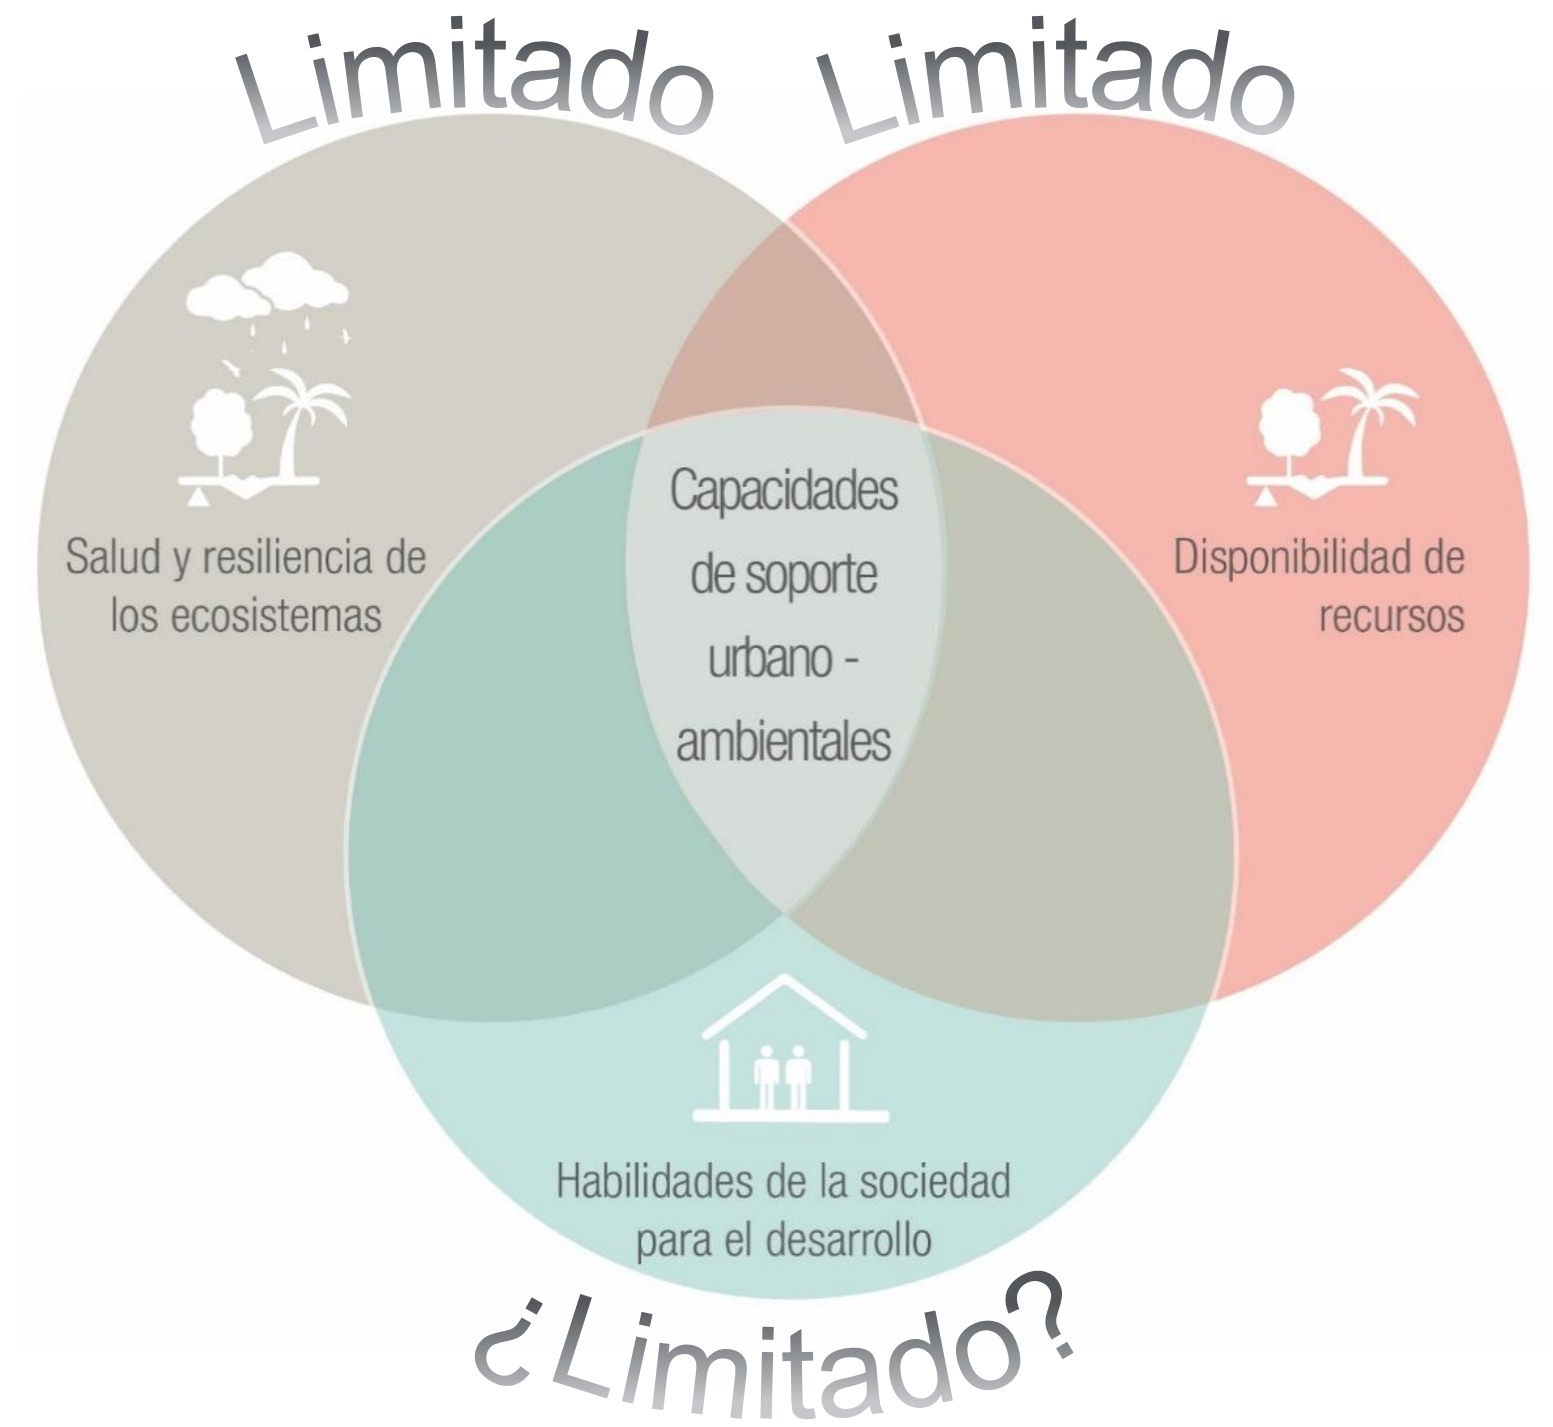 Limitado
Limitado
Salud y resiliencia de
los ecosistemas
Capacidades
de soporte
urbano -
ambientales
Disponibilidad de
recursos
Habilidades de la sociedad
para el desarrollo
¿Limitado?